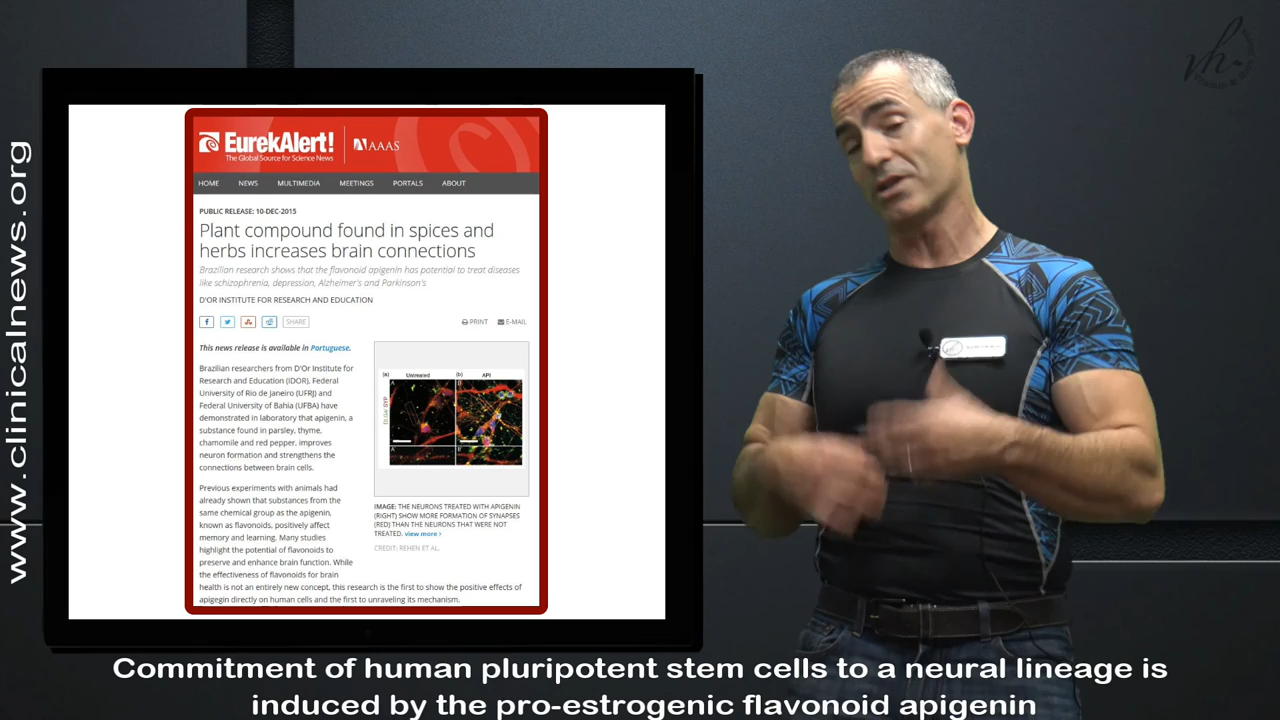 www.clinicalnews.org
EurekAlert!
The Global Source for Science News
AAAS
HOME NEWS MULTIMEDIA MEETINGS PORTALS ABOUT
PUBLIC RELEASE: 10-DEC-2015
Plant compound found in spices and
herbs increases brain connections
Brazilian research shows that the flavonoid apigenin has potential to treat diseases
like schizophrenia, depression, Alzheimer's and Parkinson's
D'OR INSTITUTE FOR RESEARCH AND EDUCATION
SHARE
PRINT E-MAIL
This news release is available in Portuguese.
Brazilian researchers from D'Or Institute for
Research and Education (IDOR), Federal
University of Rio de Janeiro (UFRJ) and
Federal University of Bahia (UFBA) have
demonstrated in laboratory that apigenin, a
substance found in parsley, thyme,
chamomile and red pepper, improves
neuron formation and strengthens the
connections between brain cells.
Previous experiments with animals had
already shown that substances from the
same chemical group as the apigenin,
known as flavonoids, positively affect
memory and learning. Many studies
highlight the potential of flavonoids to
preserve and enhance brain function. While
the effectiveness of flavonoids for brain
health is not an entirely new concept, this research is the first to show the positive effects of
apigegin directly on human cells and the first to unraveling its mechanism.
(a) Untreated (b) API
IMAGE: THE NEURONS TREATED WITH APIGENIN
(RIGHT) SHOW MORE FORMATION OF SYNAPSES
(RED) THAN THE NEURONS THAT WERE NOT
TREATED. view more >
CREDIT: REHEN ET AL.
vh
Commitment of human pluripotent stem cells to a neural lineage is
induced by the pro-estrogenic flavonoid apigenin